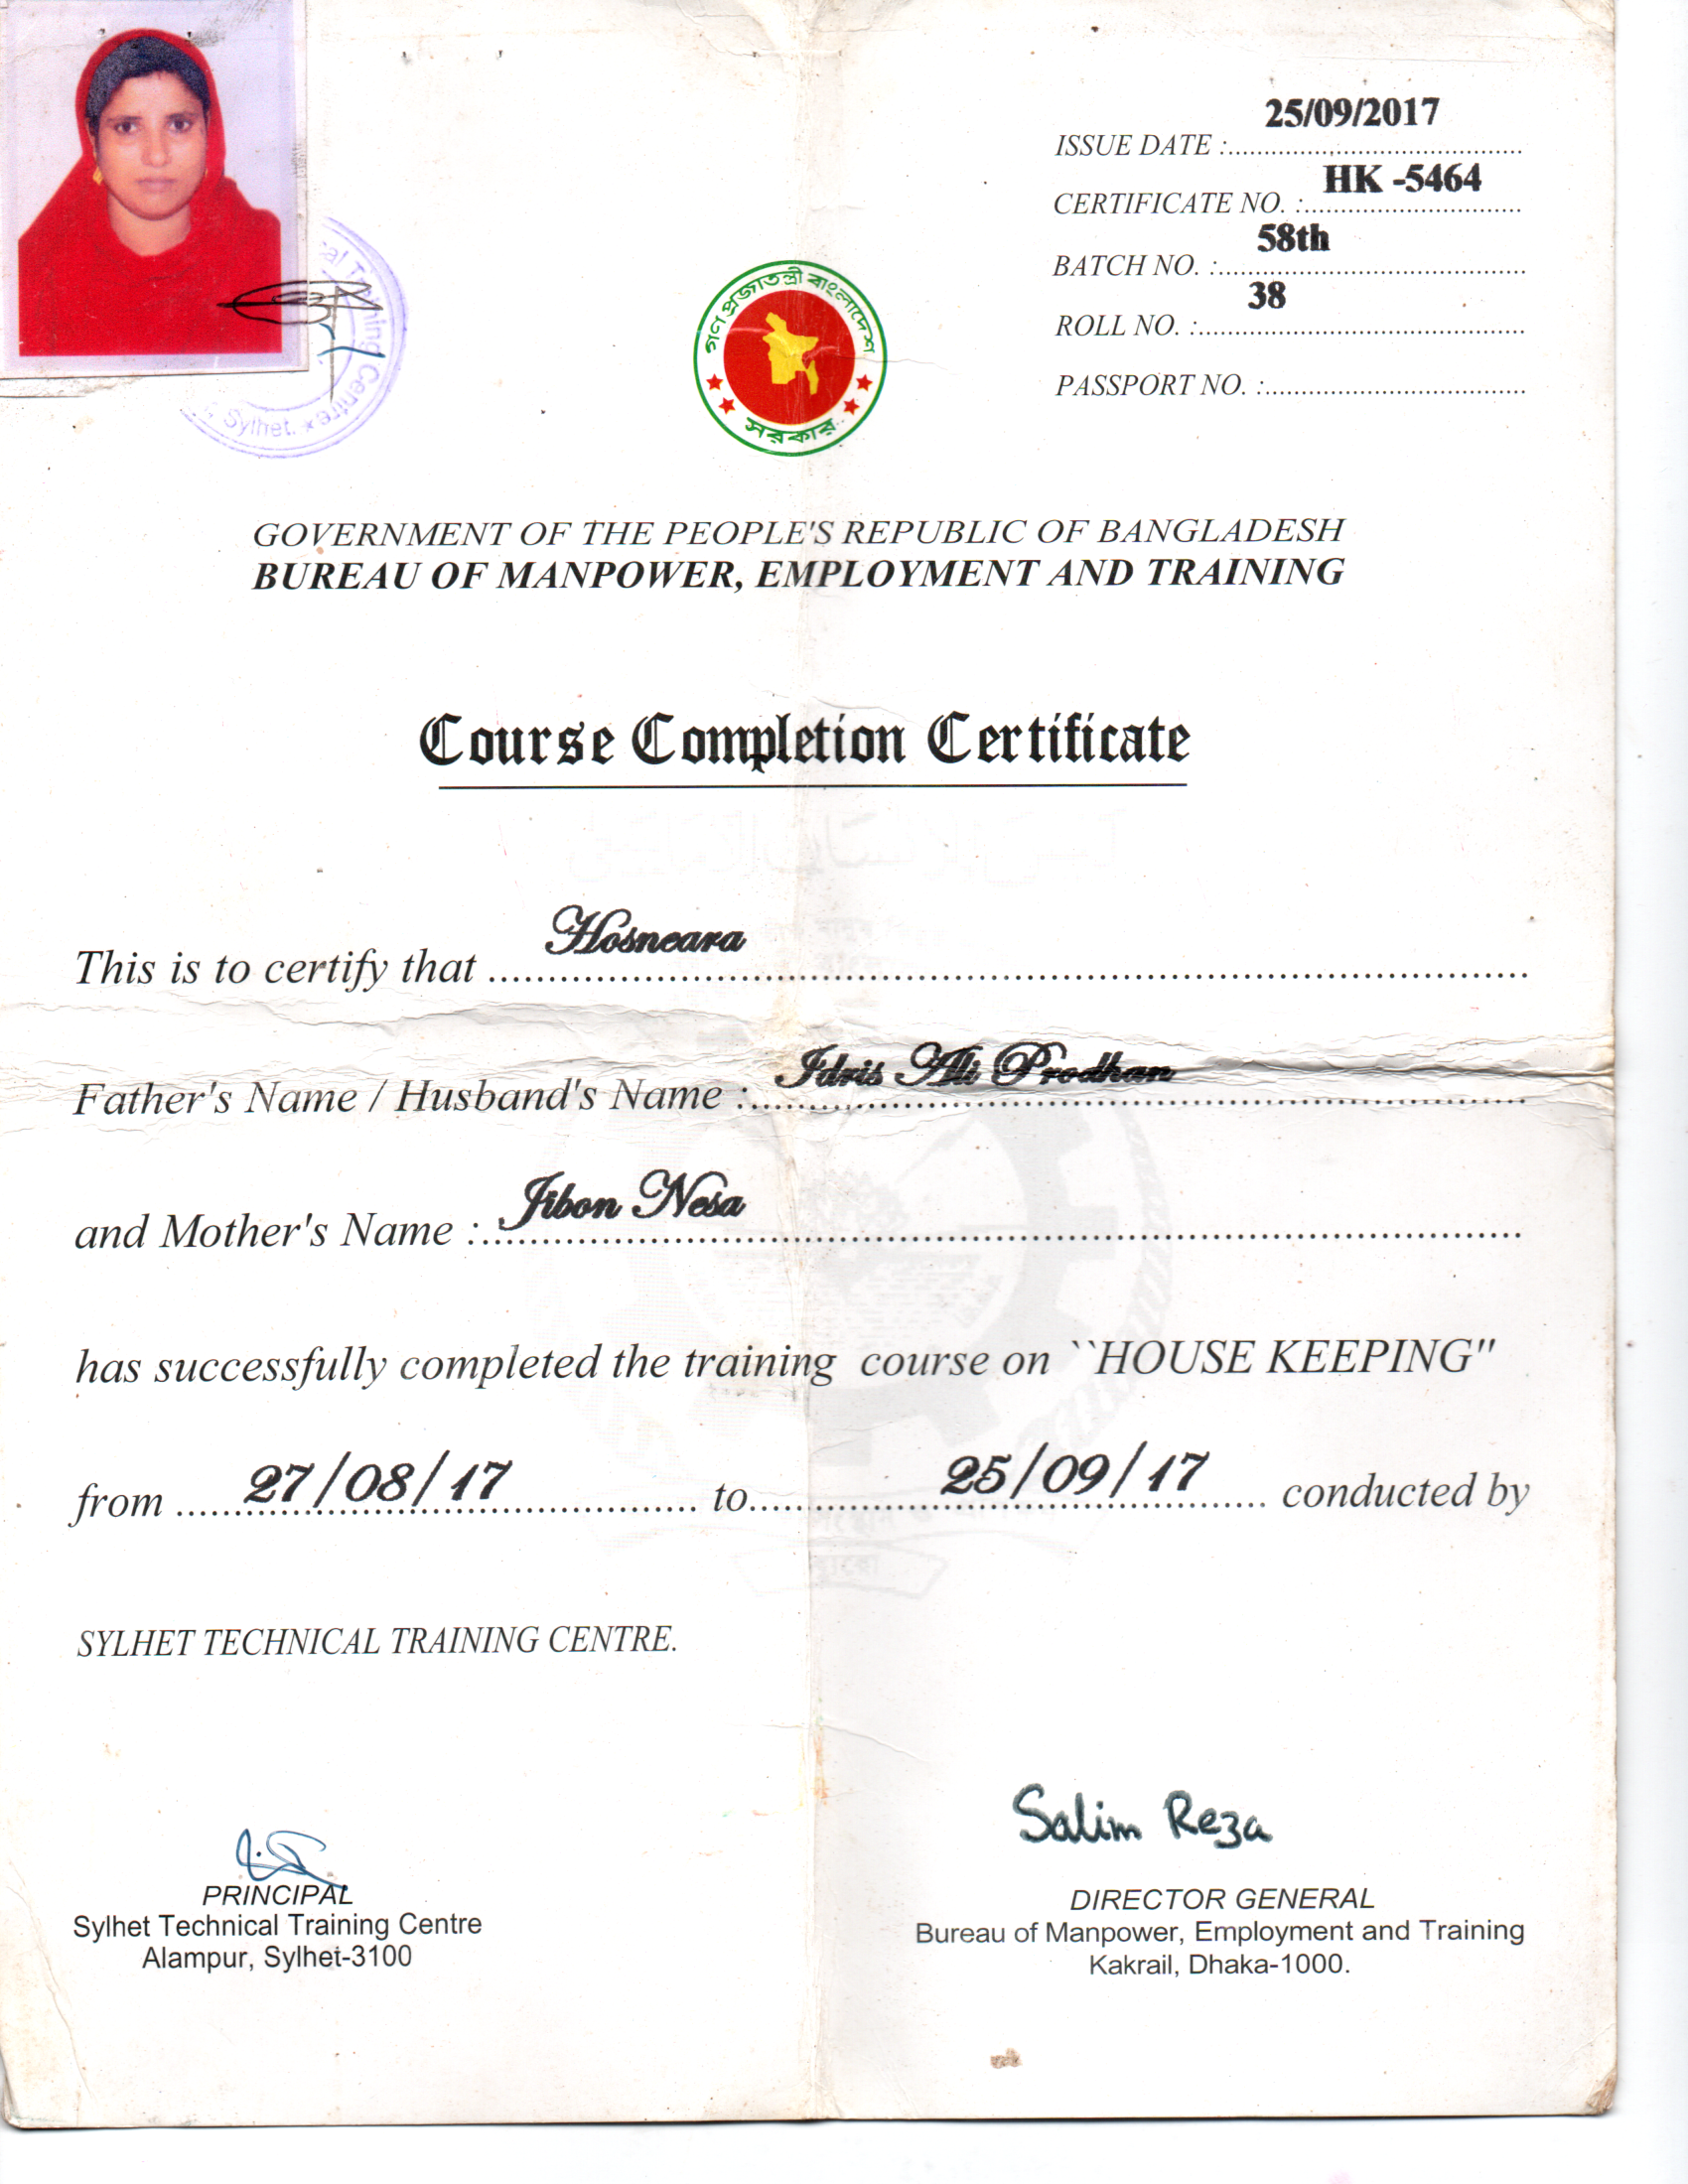 25/09/2017
ISSUE DATE :
HK -5464
CERTIFICATE NO. :
58th
BATCH NO. :
38
ROLL NO. :
PASSPORT NO. :
গণপ্রজাতন্ত্রী বাংলাদেশ
সরকার
Training Centre
Sylhet.
GOVERNMENT OF THE PEOPLE'S REPUBLIC OF BANGLADESH
BUREAU OF MANPOWER, EMPLOYMENT AND TRAINING
Course Completion Certificate
This is to certify that Hosneara
Father's Name / Husband's Name : Idris Ali Prodhan
and Mother's Name : Jibon Nesa
has successfully completed the training course on ``HOUSE KEEPING"
from 27/08/17 to 25/09/17 conducted by
SYLHET TECHNICAL TRAINING CENTRE.
Salim Reza
PRINCIPAL
Sylhet Technical Training Centre
Alampur, Sylhet-3100
DIRECTOR GENERAL
Bureau of Manpower, Employment and Training
Kakrail, Dhaka-1000.